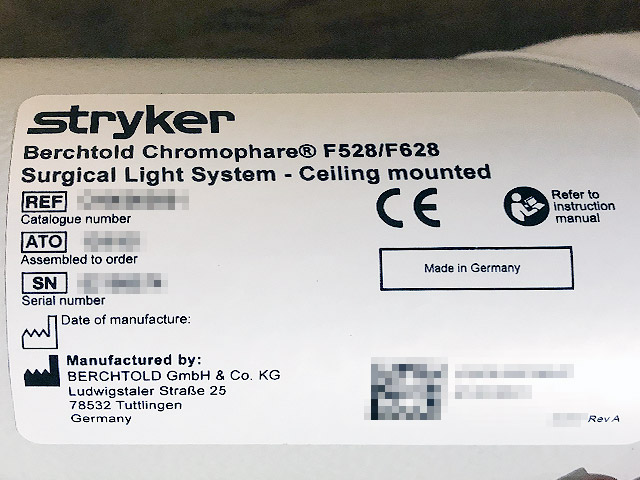 stryker
Berchtold Chromophare® F528/F628
Surgical Light System - Ceiling mounted
REF
Catalogue number
ATO
Assembled to order
SN
Serial number
Date of manufacture:
CE
Refer to
instruction
manual
Made in Germany
Manufactured by:
BERCHTOLD GmbH & Co. KG
Ludwigstaler Straße 25
78532 Tuttlingen
Germany
Rev A